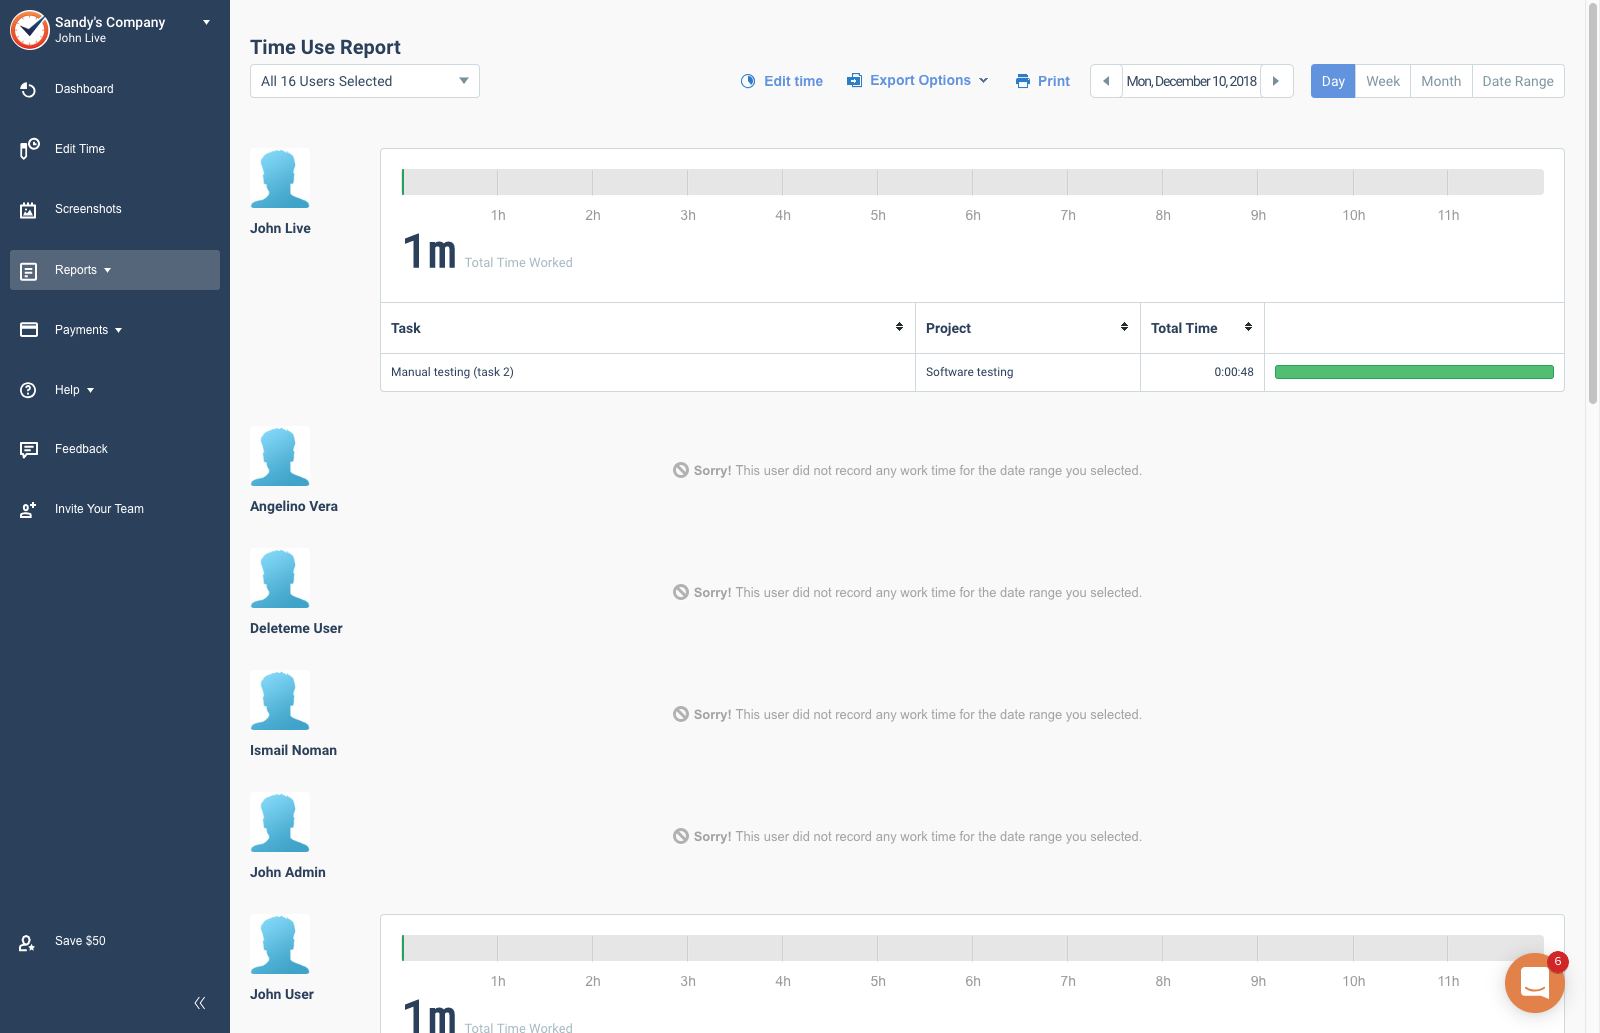 Sandy's Company
John Live
Dashboard
Edit Time
Screenshots
Reports
Payments
Help
Feedback
Invite Your Team
Save $50
Time Use Report
All 16 Users Selected
Edit time
Export Options
Print
Mon, December 10, 2018
Day Week Month Date Range
John Live
1h 2h 3h 4h 5h 6h 7h 8h 9h 10h 11h
1m Total Time Worked
Task Project Total Time
Manual testing (task 2) Software testing 0:00:48
Angelino Vera
Sorry! This user did not record any work time for the date range you selected.
Deleteme User
Sorry! This user did not record any work time for the date range you selected.
Ismail Noman
Sorry! This user did not record any work time for the date range you selected.
John Admin
Sorry! This user did not record any work time for the date range you selected.
John User
1h 2h 3h 4h 5h 6h 7h 8h 9h 10h 11h
1m Total Time Worked
6